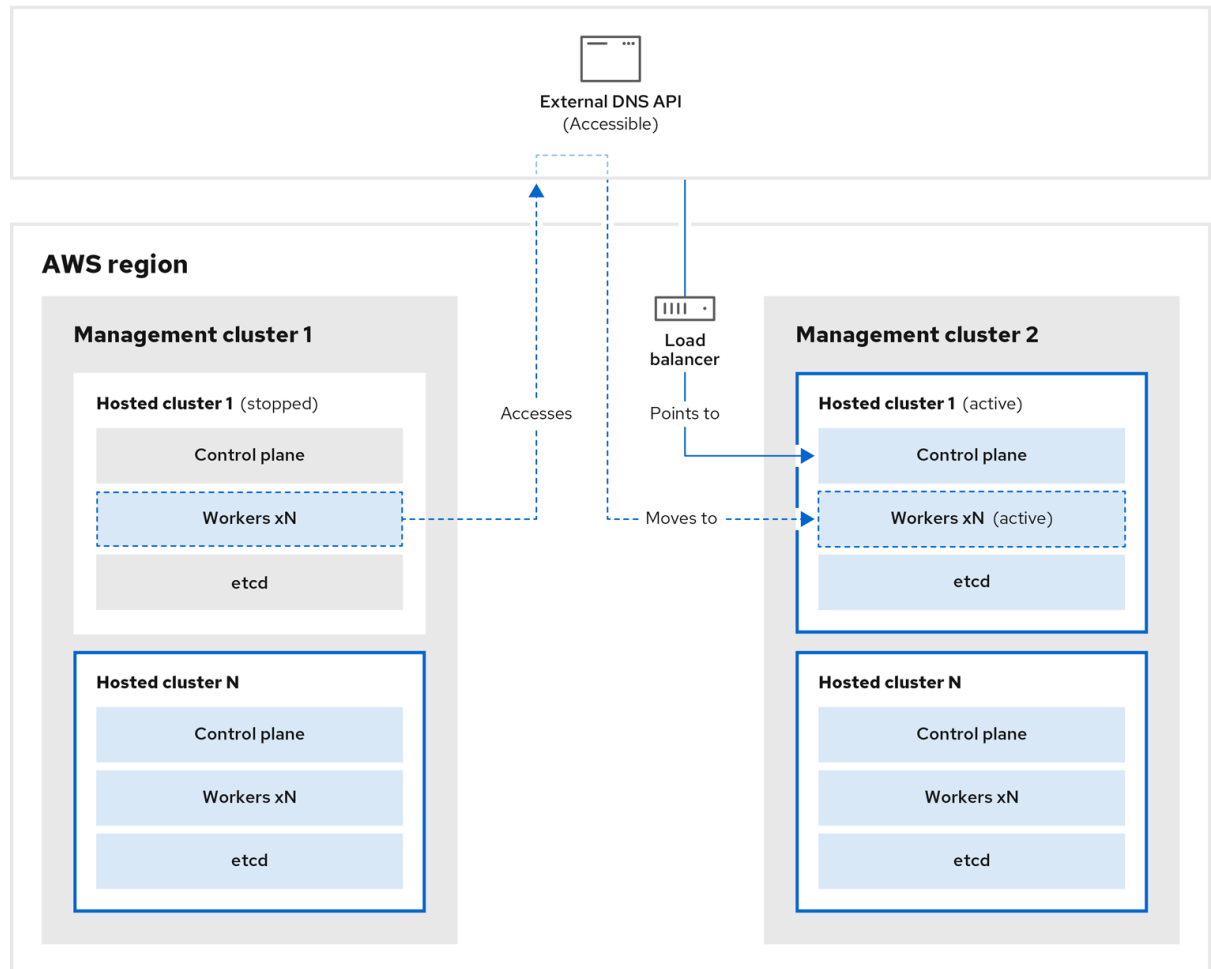 External DNS API
(Accessible)
AWS region
Management cluster 1
Hosted cluster 1 (stopped)
Control plane
Workers xN
etcd
Hosted cluster N
Control plane
Workers xN
etcd
Accesses
Load
balancer
Points to
Moves to
Management cluster 2
Hosted cluster 1 (active)
Control plane
Workers xN (active)
etcd
Hosted cluster N
Control plane
Workers xN
etcd